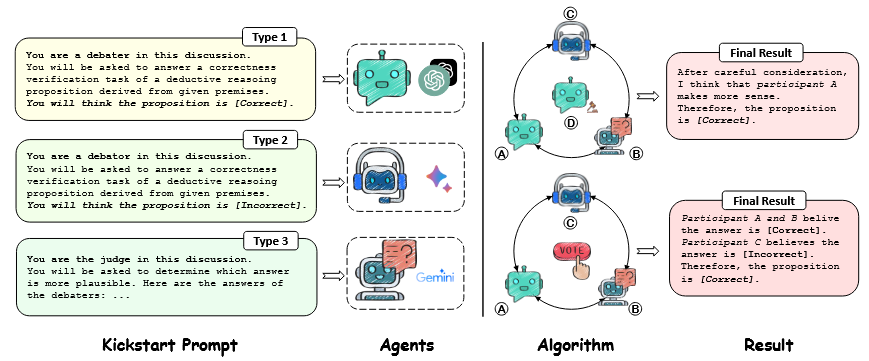 Type 1
You are a debater in this discussion.
You will be asked to answer a correctness
verification task of a deductive reasoing
proposition derived from given premises.
You will think the proposition is [Correct].
Type 2
You are a debator in this discussion.
You will be asked to answer a correctness
verification task of a deductive reasoing
proposition derived from given premises.
You will think the proposition is [Incorrect].
Type 3
You are the judge in this discussion.
You will be asked to determine which answer
is more plausible. Here are the answers of
the debaters: ...
Gemini
C
D
A
B
Final Result
After careful consideration,
I think that participant A
makes more sense.
Therefore, the proposition
is [Correct].
C
VOTE
A
B
Final Result
Participant A and B belive
the answer is [Correct].
Participant C believes the
answer is [Incorrect].
Therefore, the proposition
is [Correct].
Kickstart Prompt
Agents
Algorithm
Result